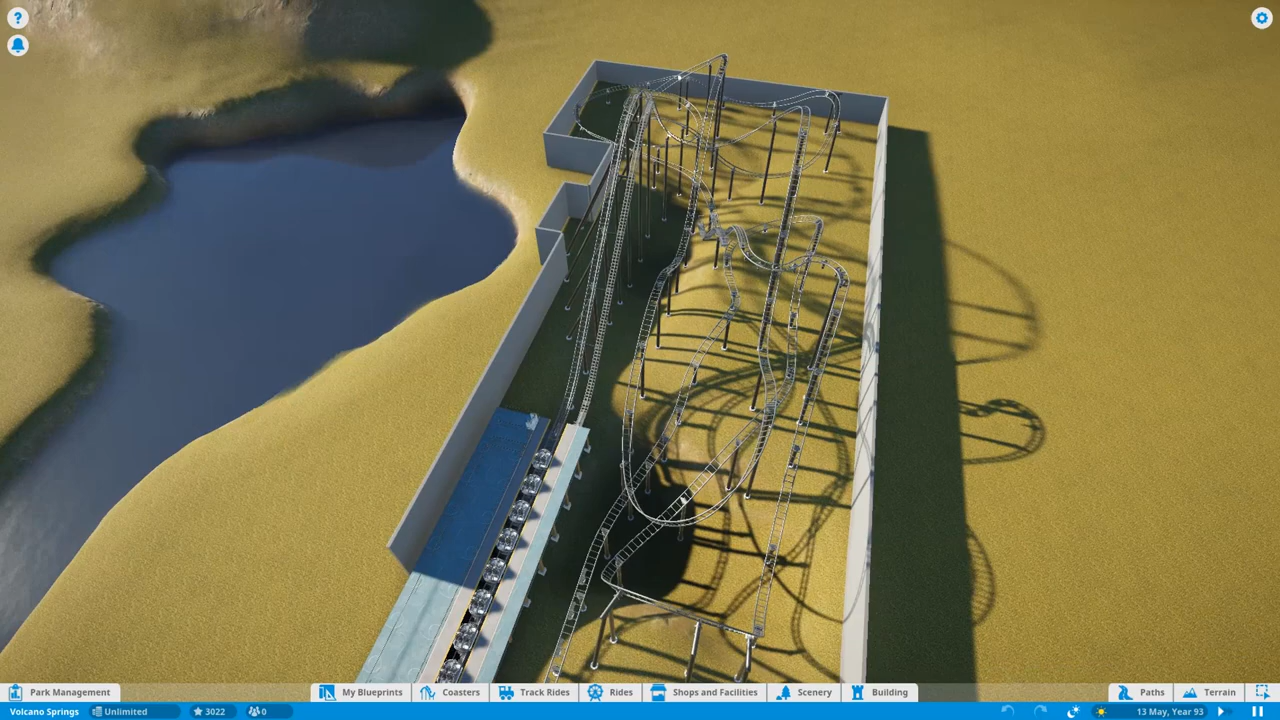 ?
Park Management
My Blueprints
Coasters
Track Rides
Rides
Shops and Facilities
Scenery
Building
Paths
Terrain
Volcano Springs
Unlimited
3022
0
13 May, Year 93